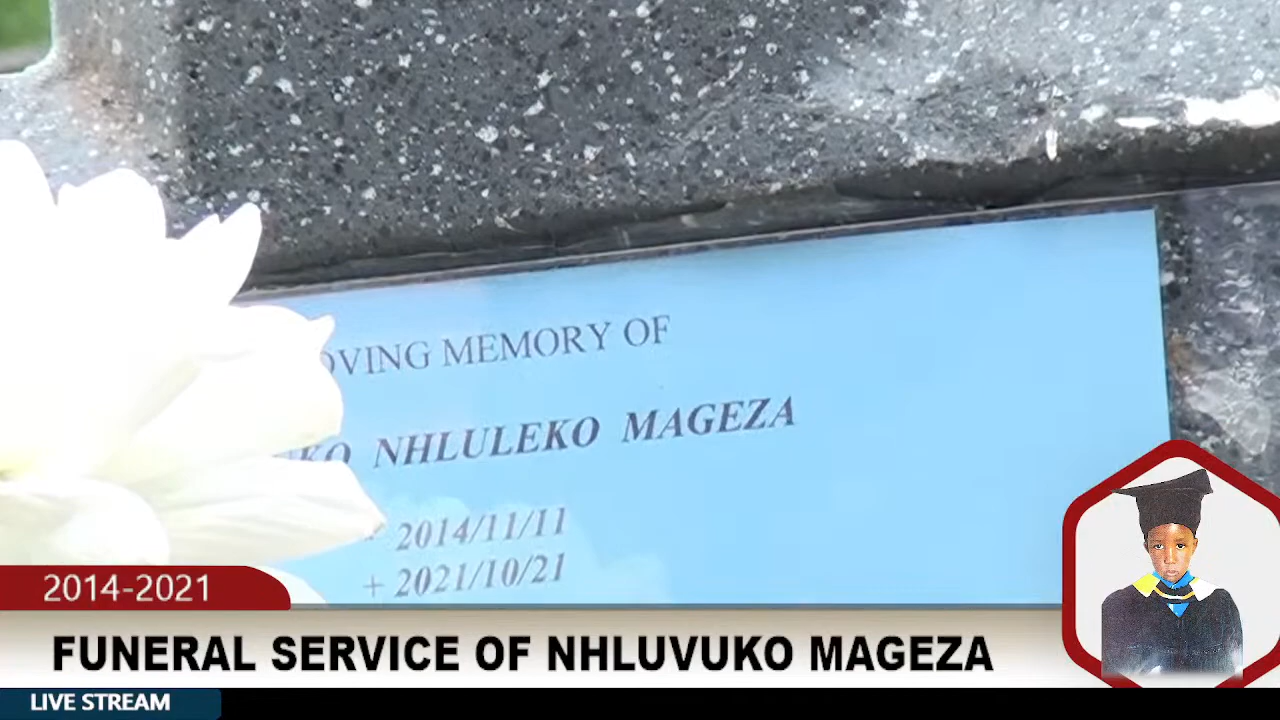 OVING MEMORY OF
UKO NHLULEKO MAGEZA
2014/11/11
+ 2021/10/21
2014-2021
FUNERAL SERVICE OF NHLUVUKO MAGEZA
LIVE STREAM